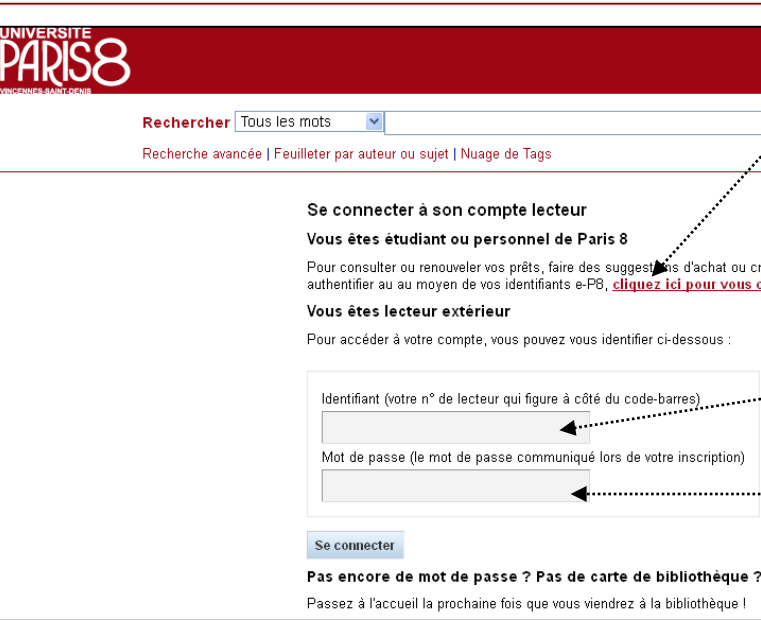 UNIVERSITE
PARIS8
VINCENNES-SAINT-DENIS
Rechercher Tous les mots
Recherche avancée | Feuilleter par auteur ou sujet | Nuage de Tags
Se connecter à son compte lecteur
Vous êtes étudiant ou personnel de Paris 8
Pour consulter ou renouveler vos prêts, faire des suggestions d'achat ou cr
authentifier au au moyen de vos identifiants e-P8, cliquez ici pour vous c
Vous êtes lecteur extérieur
Pour accéder à votre compte, vous pouvez vous identifier ci-dessous :
Identifiant (votre n° de lecteur qui figure à côté du code-barres)
Mot de passe (le mot de passe communiqué lors de votre inscription)
Se connecter
Pas encore de mot de passe ? Pas de carte de bibliothèque ?
Passez à l'accueil la prochaine fois que vous viendrez à la bibliothèque !